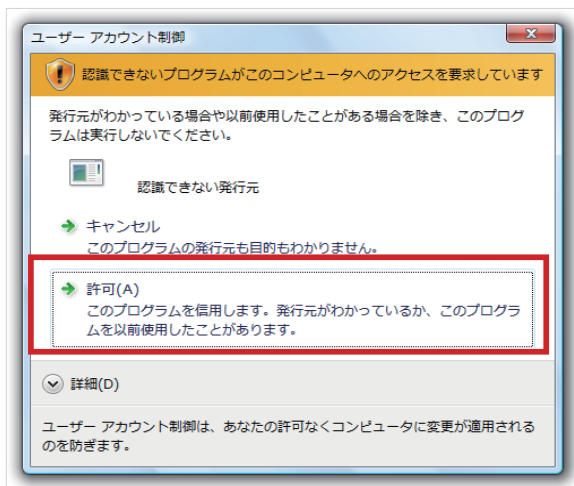 ユーザー アカウント制御
認識できないプログラムがこのコンピュータへのアクセスを要求しています
発行元がわかっている場合や以前使用したことがある場合を除き、このプログ
ラムは実行しないでください。
認識できない発行元
キャンセル
このプログラムの発行元も目的もわかりません。
許可(A)
このプログラムを信用します。発行元がわかっているか、このプログラ
ムを以前使用したことがあります。
詳細(D)
ユーザー アカウント制御は、あなたの許可なくコンピュータに変更が適用される
のを防ぎます。